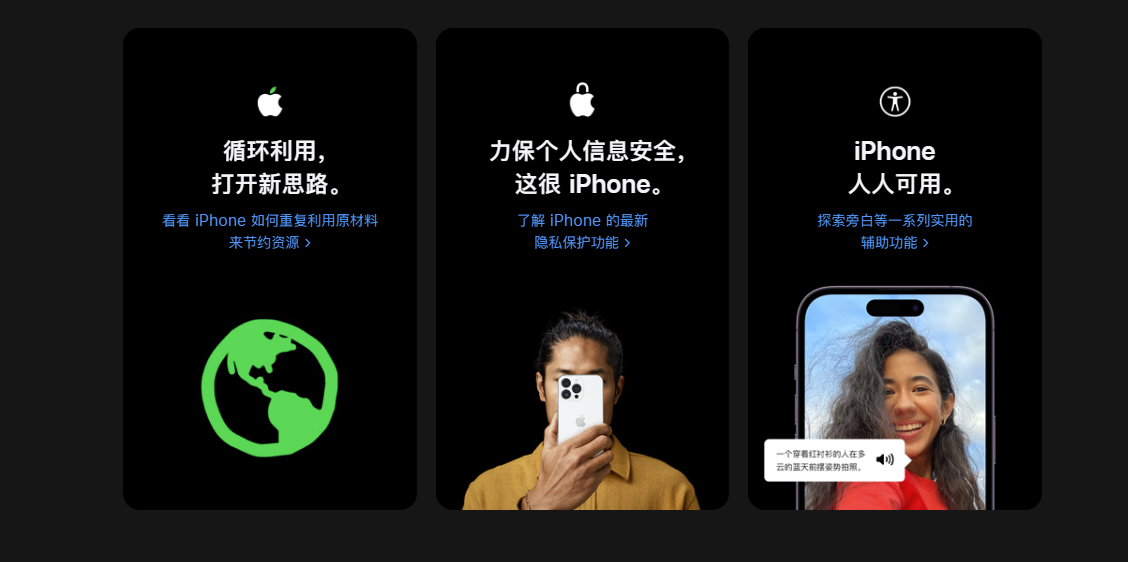 循环利用，
打开新思路。
看看 iPhone 如何重复利用原材料
来节约资源 >
力保个人信息安全，
这很 iPhone。
了解 iPhone 的最新
隐私保护功能 >
iPhone
人人可用。
探索旁白等一系列实用的
辅助功能 >
一个穿着红衬衫的人在多
云的蓝天前摆姿势拍照。